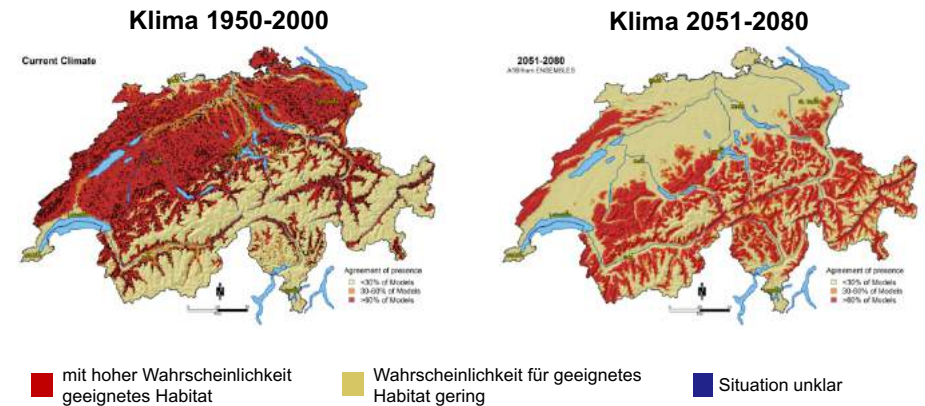 Klima 1950-2000
Klima 2051-2080
Current Climate
2051-2080
Agreement of presence
<30% of Models
30-60% of Models
>60% of Models
N
Agreement of presence
<30% of Models
30-60% of Models
>60% of Models
N
mit hoher Wahrscheinlichkeit
geeignetes Habitat
Wahrscheinlichkeit für geeignetes
Habitat gering
Situation unklar